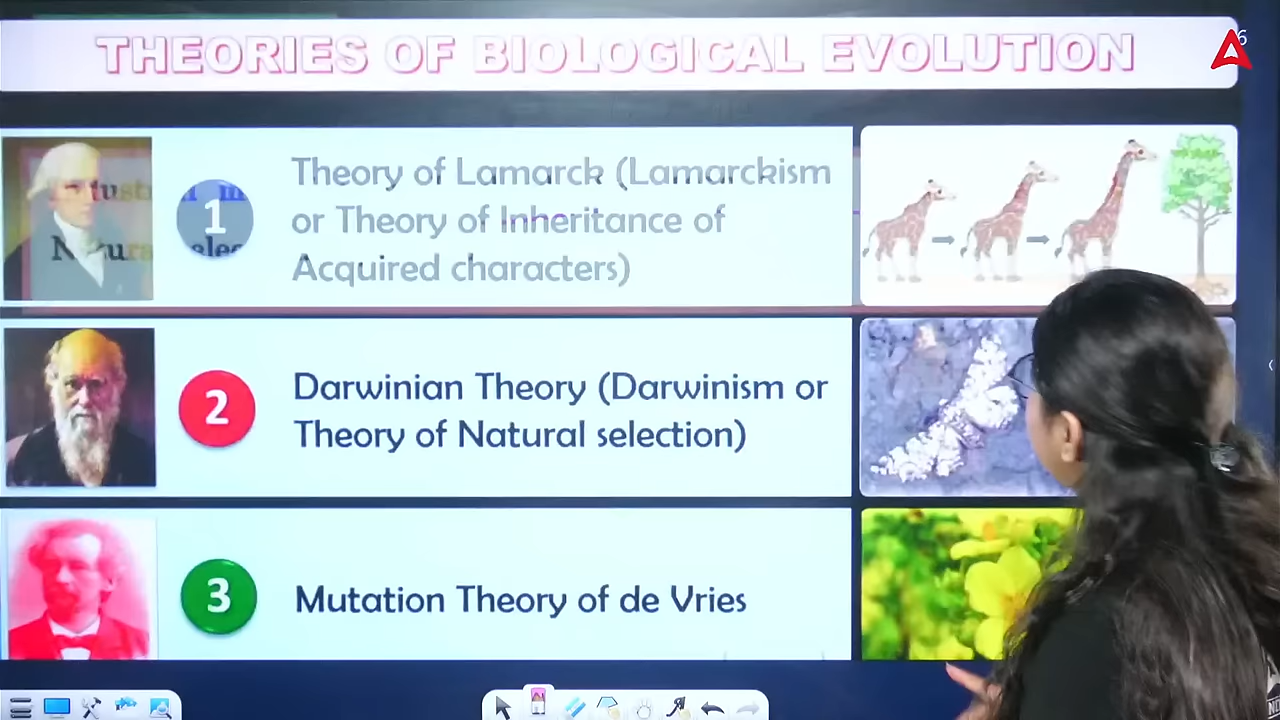 THEORIES OF BIOLOGICAL EVOLUTION
6
1
Theory of Lamarck (Lamarckism
or Theory of Inheritance of
Acquired characters)
2
Darwinian Theory (Darwinism or
Theory of Natural selection)
3
Mutation Theory of de Vries